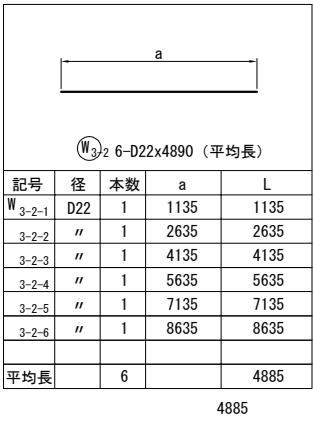 a
W3-2 6-D22x4890（平均長）
記号 径 本数 a L
W3-2-1 D22 1 1135 1135
3-2-2 〃 1 2635 2635
3-2-3 〃 1 4135 4135
3-2-4 〃 1 5635 5635
3-2-5 〃 1 7135 7135
3-2-6 〃 1 8635 8635
平均長 6 4885
4885